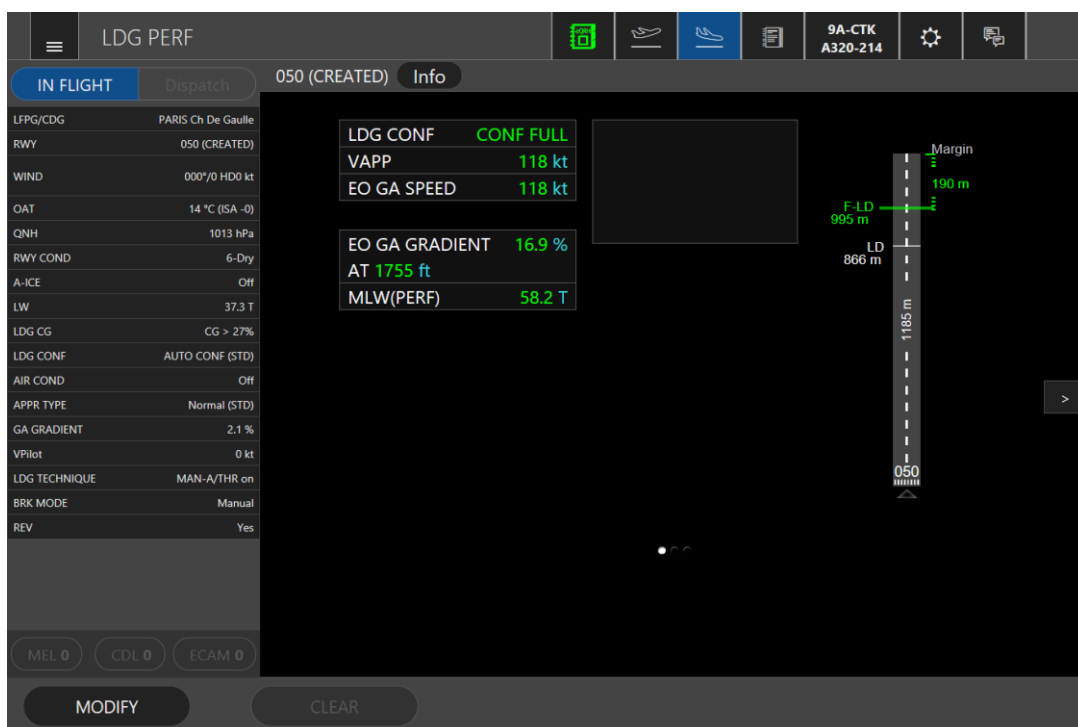 LDG PERF
9A-CTK
A320-214
IN FLIGHT
Dispatch
050 (CREATED)
Info
LFPG/CDG PARIS Ch De Gaulle
RWY 050 (CREATED)
WIND 000°/0 HD0 kt
OAT 14 °C (ISA -0)
QNH 1013 hPa
RWY COND 6-Dry
A-ICE Off
LW 37.3 T
LDG CG CG > 27%
LDG CONF AUTO CONF (STD)
AIR COND Off
APPR TYPE Normal (STD)
GA GRADIENT 2.1 %
VPilot 0 kt
LDG TECHNIQUE MAN-A/THR on
BRK MODE Manual
REV Yes
MEL 0
CDL 0
ECAM 0
LDG CONF CONF FULL
VAPP 118 kt
EO GA SPEED 118 kt
EO GA GRADIENT 16.9 %
AT 1755 ft
MLW(PERF) 58.2 T
Margin
190 m
F-LD
995 m
LD
866 m
1185 m
050
>
MODIFY
CLEAR